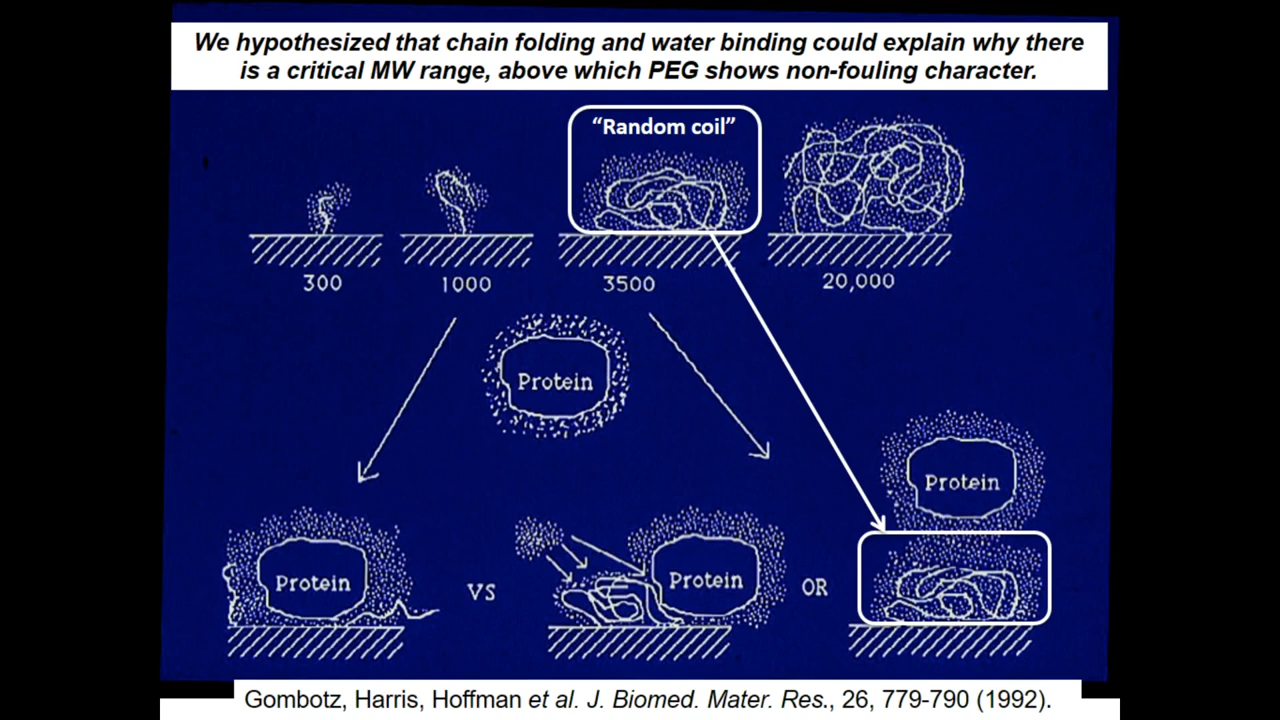 We hypothesized that chain folding and water binding could explain why there
is a critical MW range, above which PEG shows non-fouling character.
“Random coil”
300
1000
3500
20,000
Protein
Protein
Protein
VS
Protein
OR
Gombotz, Harris, Hoffman et al. J. Biomed. Mater. Res., 26, 779-790 (1992).